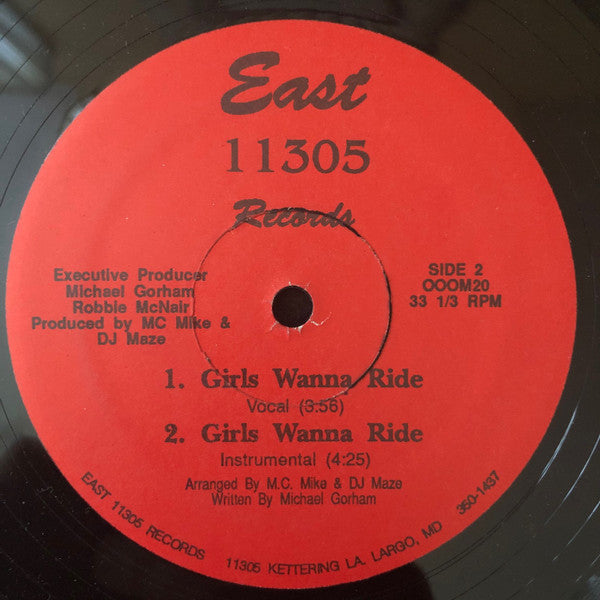 East
11305
Records
Executive Producer
Michael Gorham
Robbie McNair
Produced by MC Mike &
DJ Maze
SIDE 2
OOOM20
33 1/3 RPM
1. Girls Wanna Ride
Vocal (3:56)
2. Girls Wanna Ride
Instrumental (4:25)
Arranged By M.C. Mike & DJ Maze
Written By Michael Gorham
EAST 11305 RECORDS 11305 KETTERING LA. LARGO, MD 350-1437